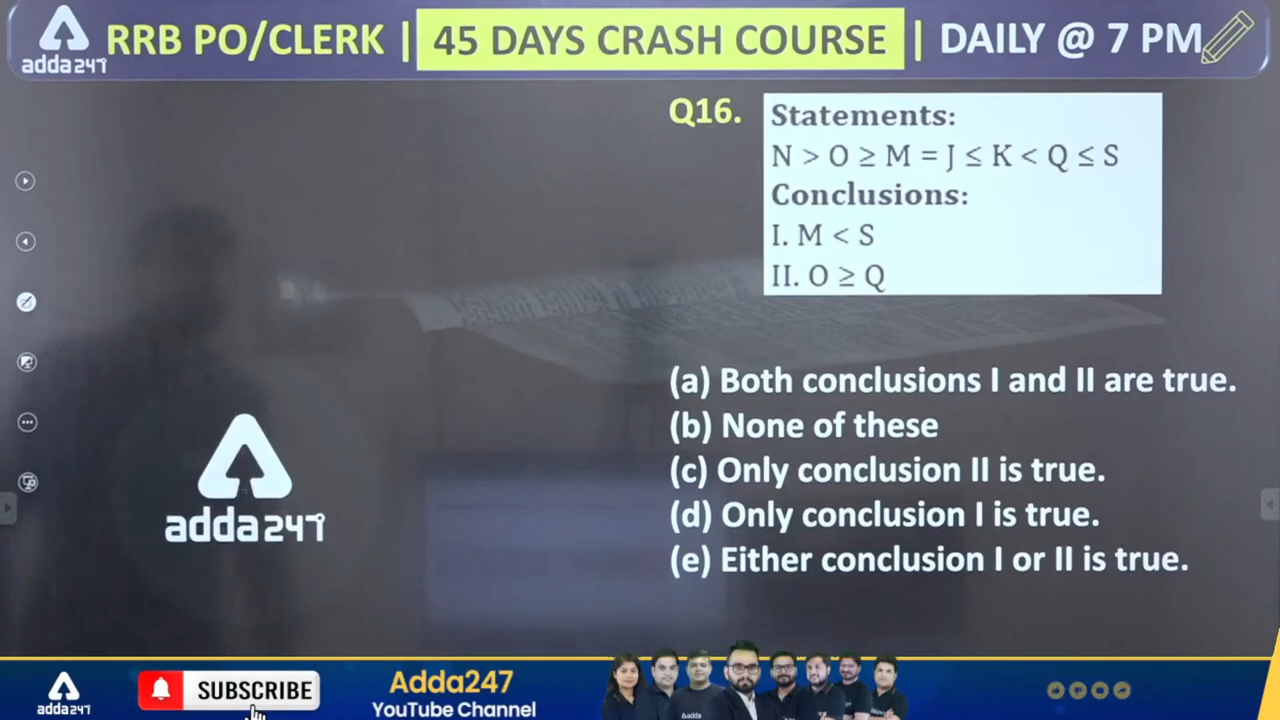 RRB PO/CLERK | 45 DAYS CRASH COURSE | DAILY @ 7 PM
adda247
Q16.
Statements:
N > O ≥ M = J ≤ K < Q ≤ S
Conclusions:
I. M < S
II. O ≥ Q
(a) Both conclusions I and II are true.
(b) None of these
(c) Only conclusion II is true.
(d) Only conclusion I is true.
(e) Either conclusion I or II is true.
adda247
adda247
SUBSCRIBE
Adda247
YouTube Channel